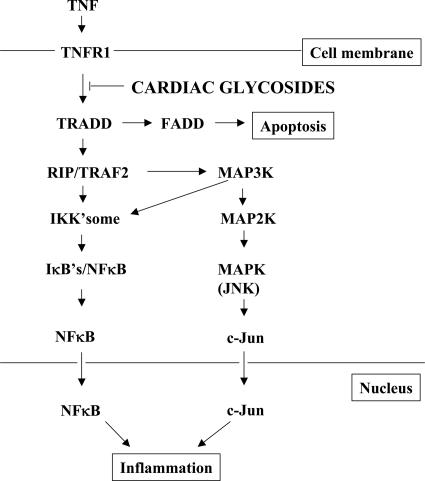 TNF
TNFR1
Cell membrane
CARDIAC GLYCOSIDES
TRADD FADD Apoptosis
RIP/TRAF2 MAP3K
IKK'some MAP2K
IκB's/NFκB MAPK
(JNK)
NFκB c-Jun
Nucleus
NFκB c-Jun
Inflammation